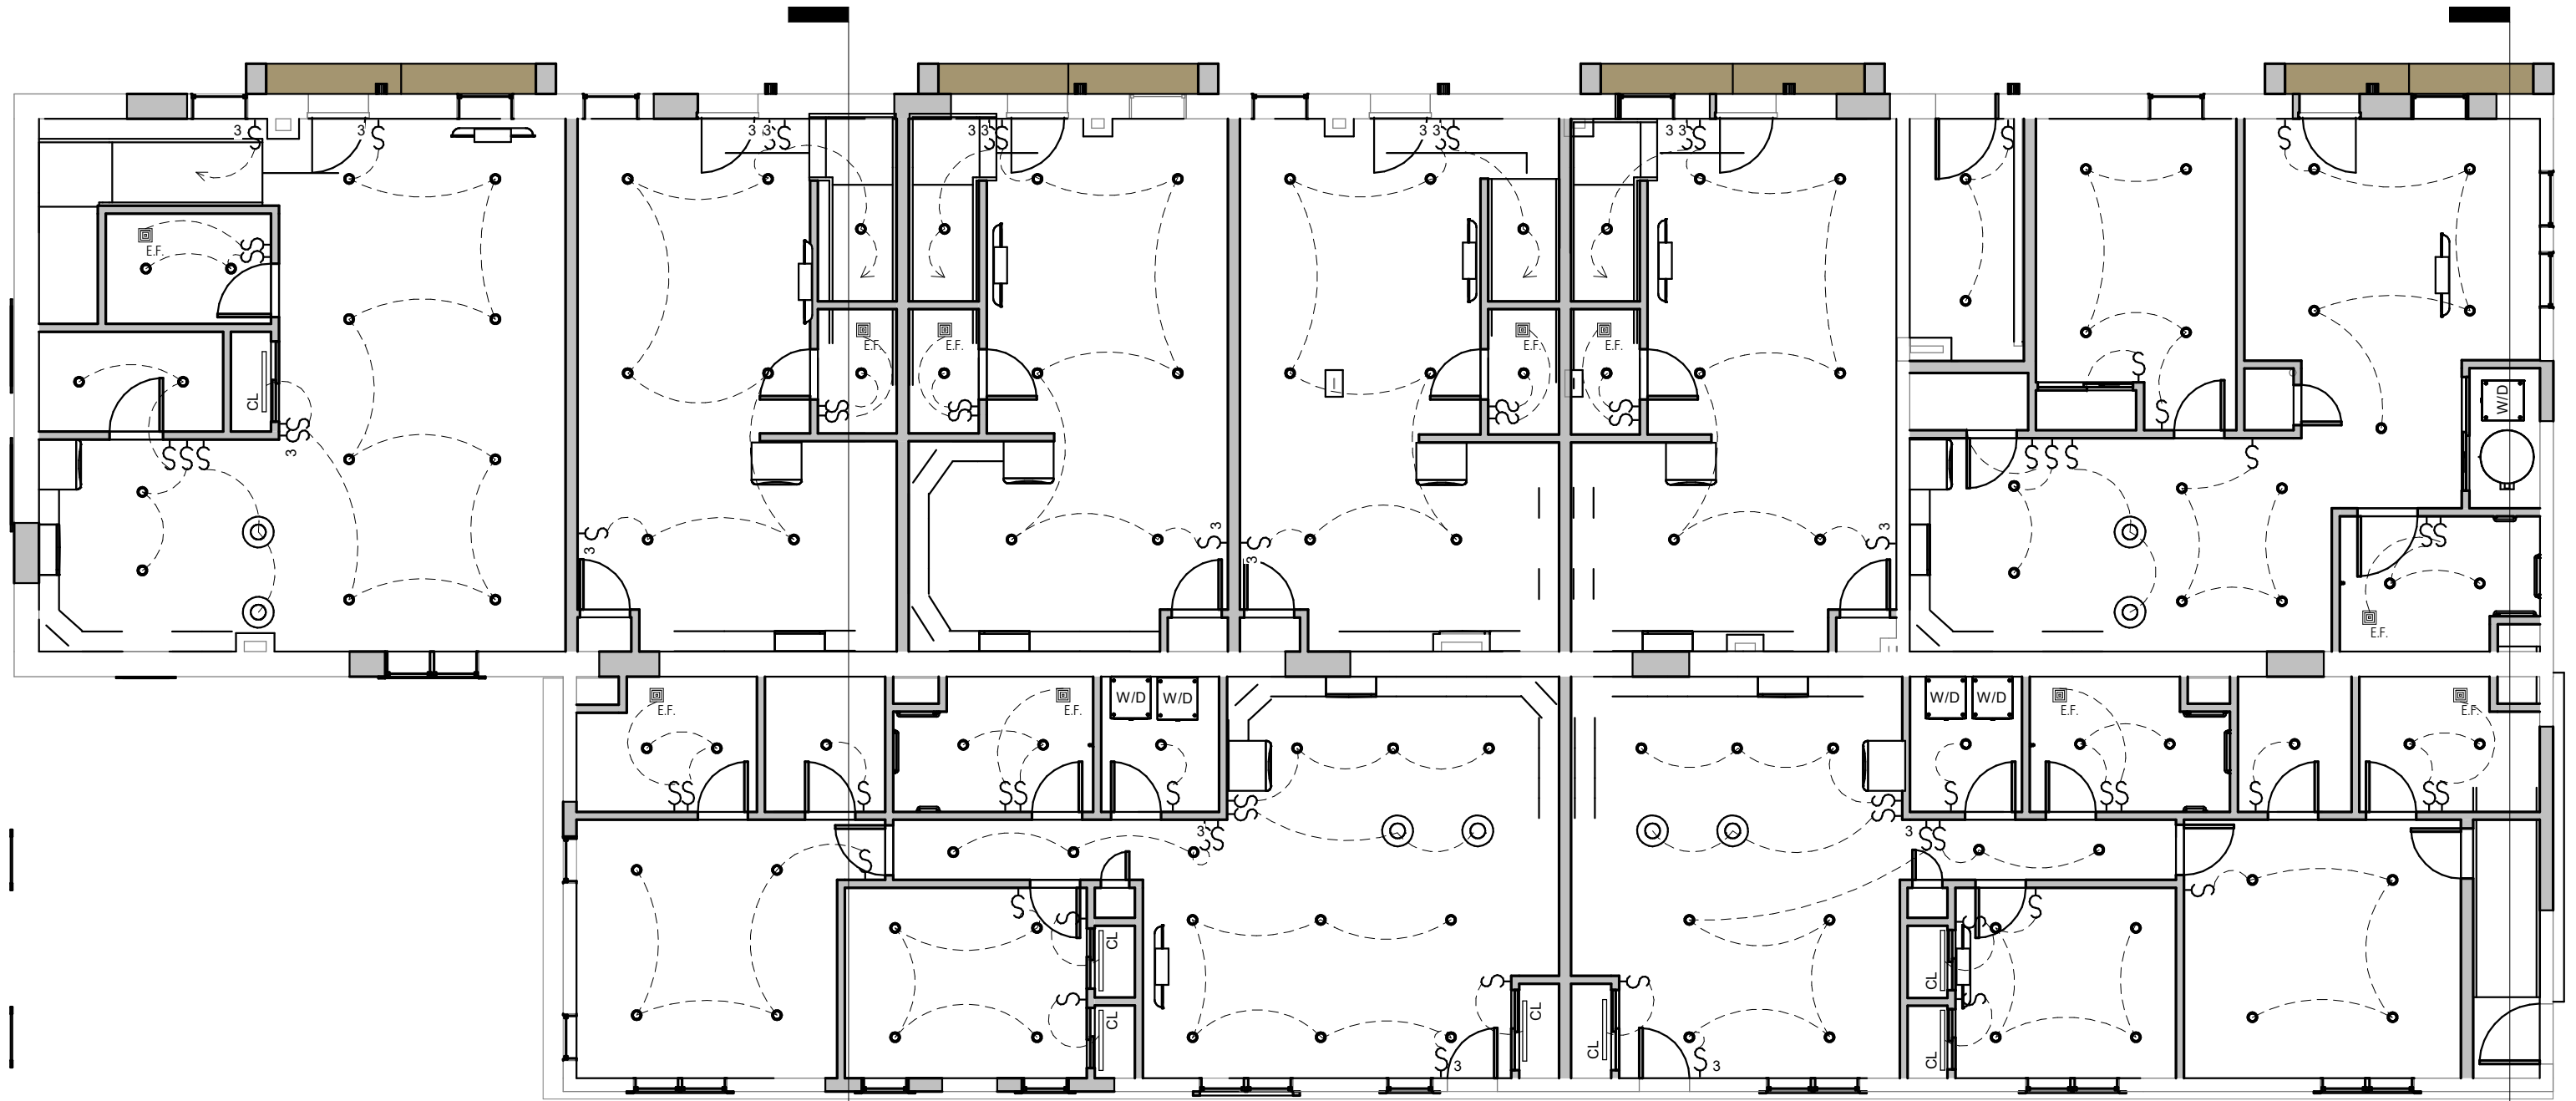 3 3 3 3 3 3 3 3 3 3
E.F.
E.F. E.F. E.F. E.F.
CL
W/D
3
3 3 3 3
E.F.
W/D W/D W/D W/D
E.F. E.F. E.F. E.F.
3 3
CL CL
CL CL CL CL
3 3